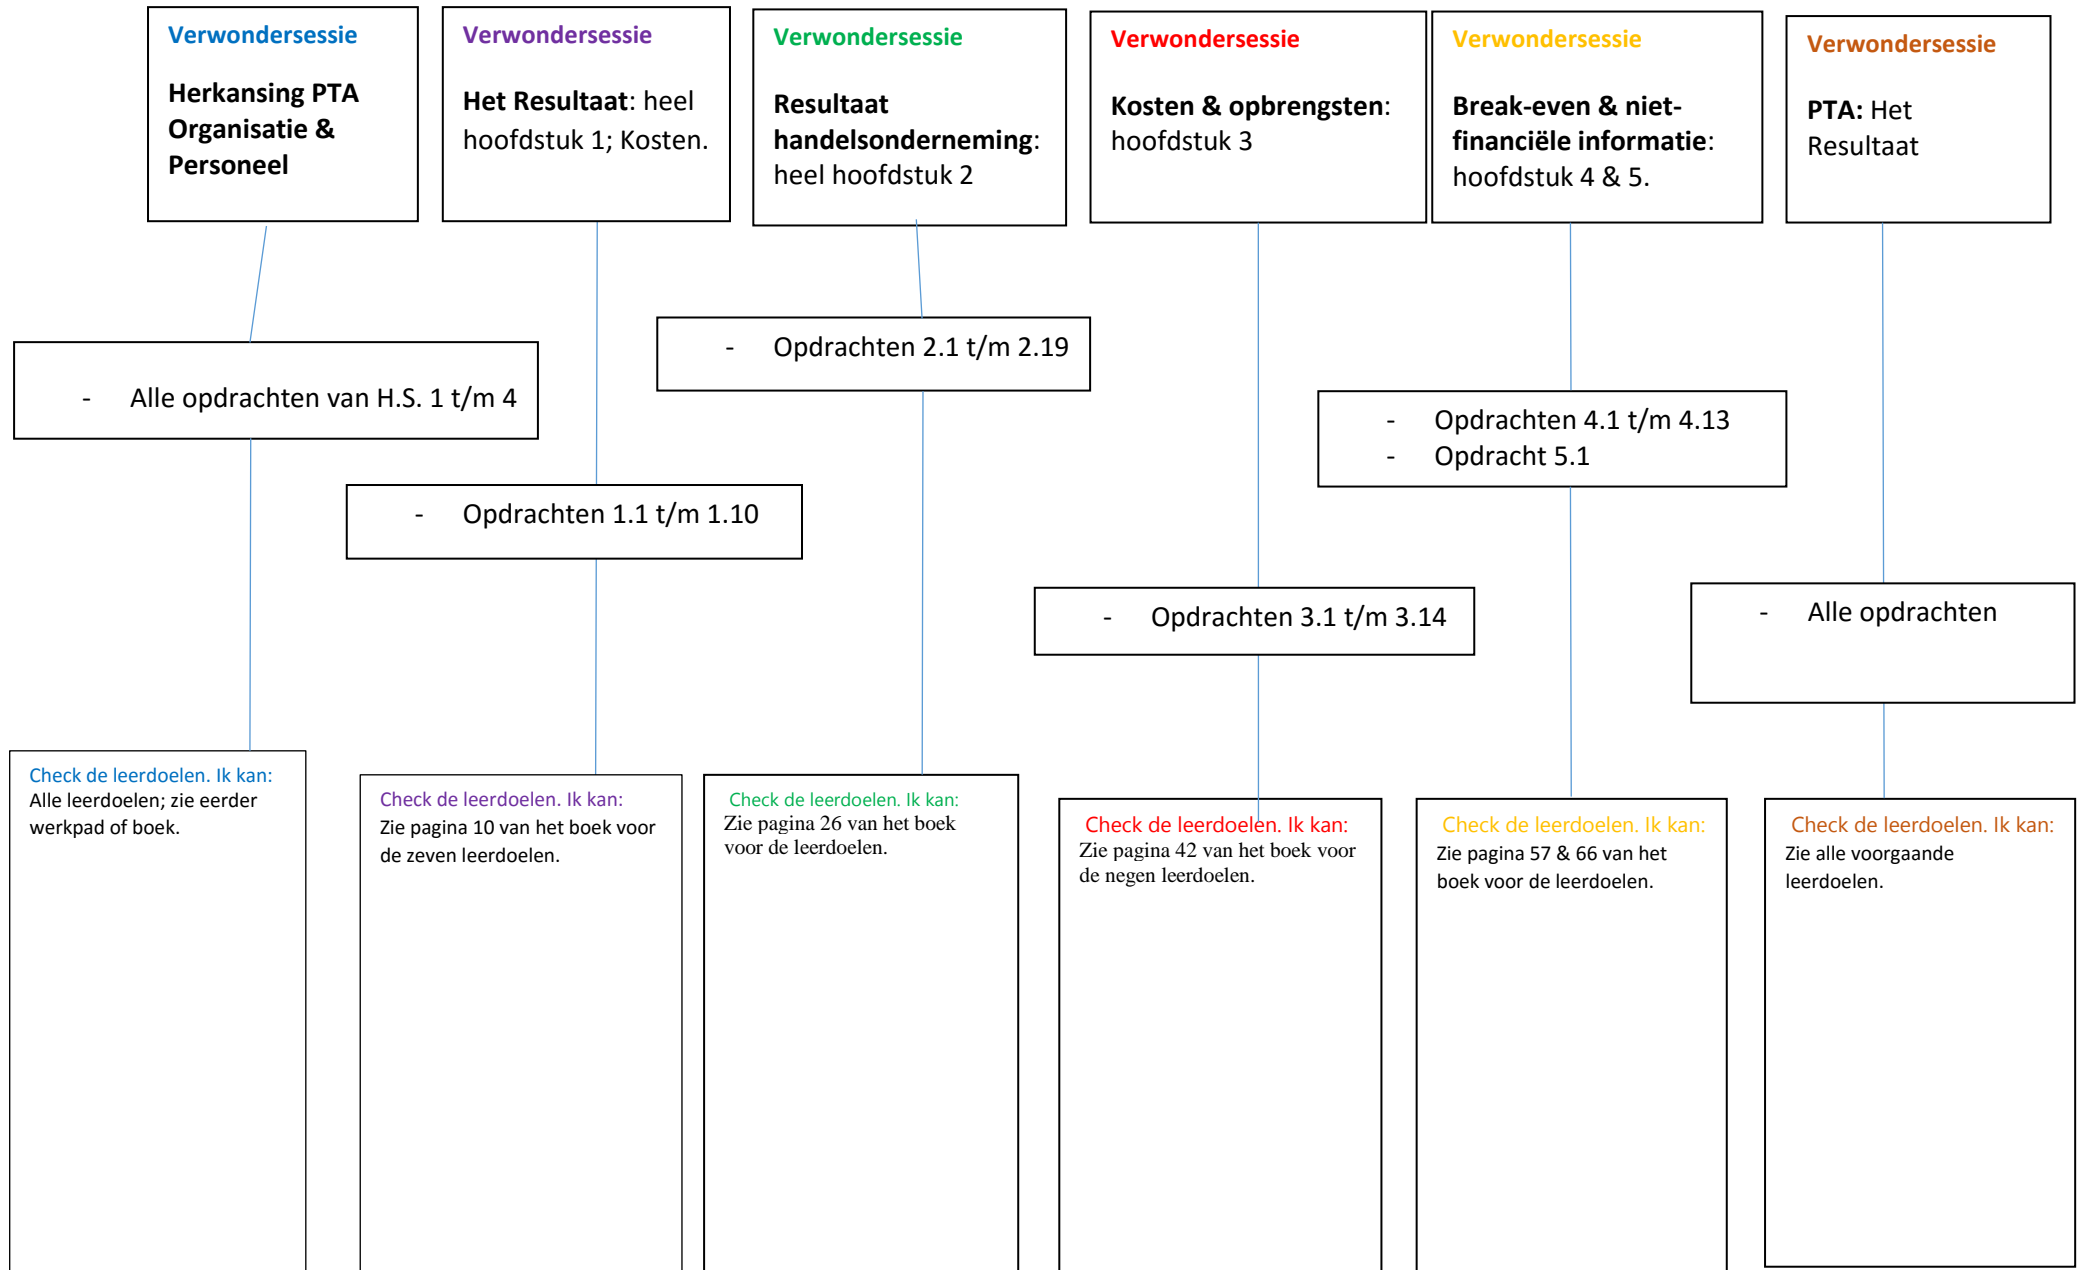 Verwondersessie
Herkansing PTA
Organisatie &
Personeel
Verwondersessie
Het Resultaat: heel
hoofdstuk 1; Kosten.
Verwondersessie
Resultaat
handelsonderneming:
heel hoofdstuk 2
Verwondersessie
Kosten & opbrengsten:
hoofdstuk 3
Verwondersessie
Break-even & niet-
financiële informatie:
hoofdstuk 4 & 5.
Verwondersessie
PTA: Het
Resultaat
- Alle opdrachten van H.S. 1 t/m 4
- Opdrachten 1.1 t/m 1.10
- Opdrachten 2.1 t/m 2.19
- Opdrachten 3.1 t/m 3.14
- Opdrachten 4.1 t/m 4.13
- Opdracht 5.1
- Alle opdrachten
Check de leerdoelen. Ik kan:
Alle leerdoelen; zie eerder
werkpad of boek.
Check de leerdoelen. Ik kan:
Zie pagina 10 van het boek voor
de zeven leerdoelen.
Check de leerdoelen. Ik kan:
Zie pagina 26 van het boek
voor de leerdoelen.
Check de leerdoelen. Ik kan:
Zie pagina 42 van het boek voor
de negen leerdoelen.
Check de leerdoelen. Ik kan:
Zie pagina 57 & 66 van het
boek voor de leerdoelen.
Check de leerdoelen. Ik kan:
Zie alle voorgaande
leerdoelen.